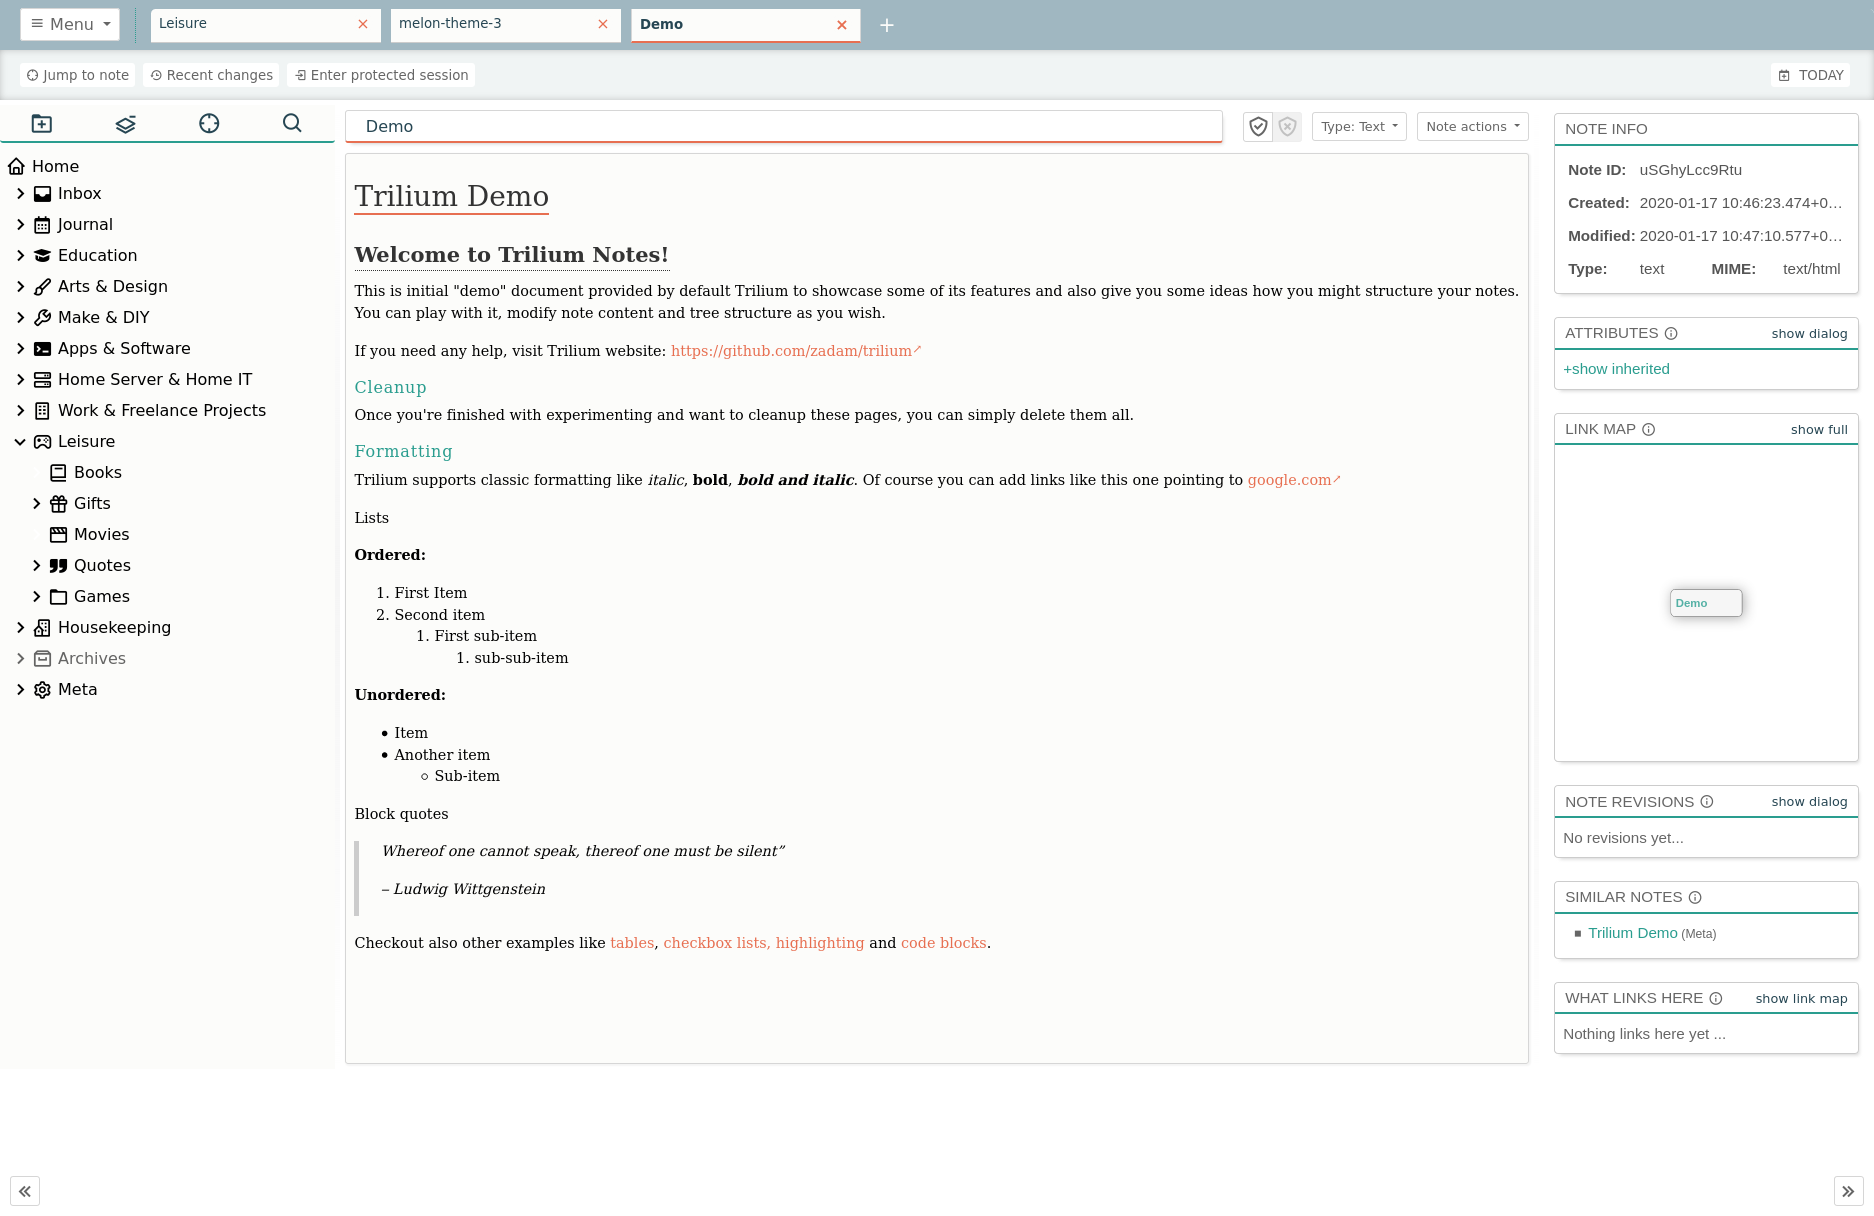 Menu
Leisure
melon-theme-3
Demo
Jump to note
Recent changes
Enter protected session
TODAY
Home
Inbox
Journal
Education
Arts & Design
Make & DIY
Apps & Software
Home Server & Home IT
Work & Freelance Projects
Leisure
Books
Gifts
Movies
Quotes
Games
Housekeeping
Archives
Meta
Demo
Type: Text
Note actions
Trilium Demo
Welcome to Trilium Notes!
This is initial "demo" document provided by default Trilium to showcase some of its features and also give you some ideas how you might structure your notes.
You can play with it, modify note content and tree structure as you wish.
If you need any help, visit Trilium website: https://github.com/zadam/trilium
Cleanup
Once you're finished with experimenting and want to cleanup these pages, you can simply delete them all.
Formatting
Trilium supports classic formatting like italic, bold, bold and italic. Of course you can add links like this one pointing to google.com
Lists
Ordered:
1. First Item
2. Second item
1. First sub-item
1. sub-sub-item
Unordered:
• Item
• Another item
○ Sub-item
Block quotes
Whereof one cannot speak, thereof one must be silent”
– Ludwig Wittgenstein
Checkout also other examples like tables, checkbox lists, highlighting and code blocks.
NOTE INFO
Note ID: uSGhyLcc9Rtu
Created: 2020-01-17 10:46:23.474+0…
Modified: 2020-01-17 10:47:10.577+0…
Type: text MIME: text/html
ATTRIBUTES show dialog
+show inherited
LINK MAP show full
Demo
NOTE REVISIONS show dialog
No revisions yet...
SIMILAR NOTES
▪ Trilium Demo (Meta)
WHAT LINKS HERE show link map
Nothing links here yet ...